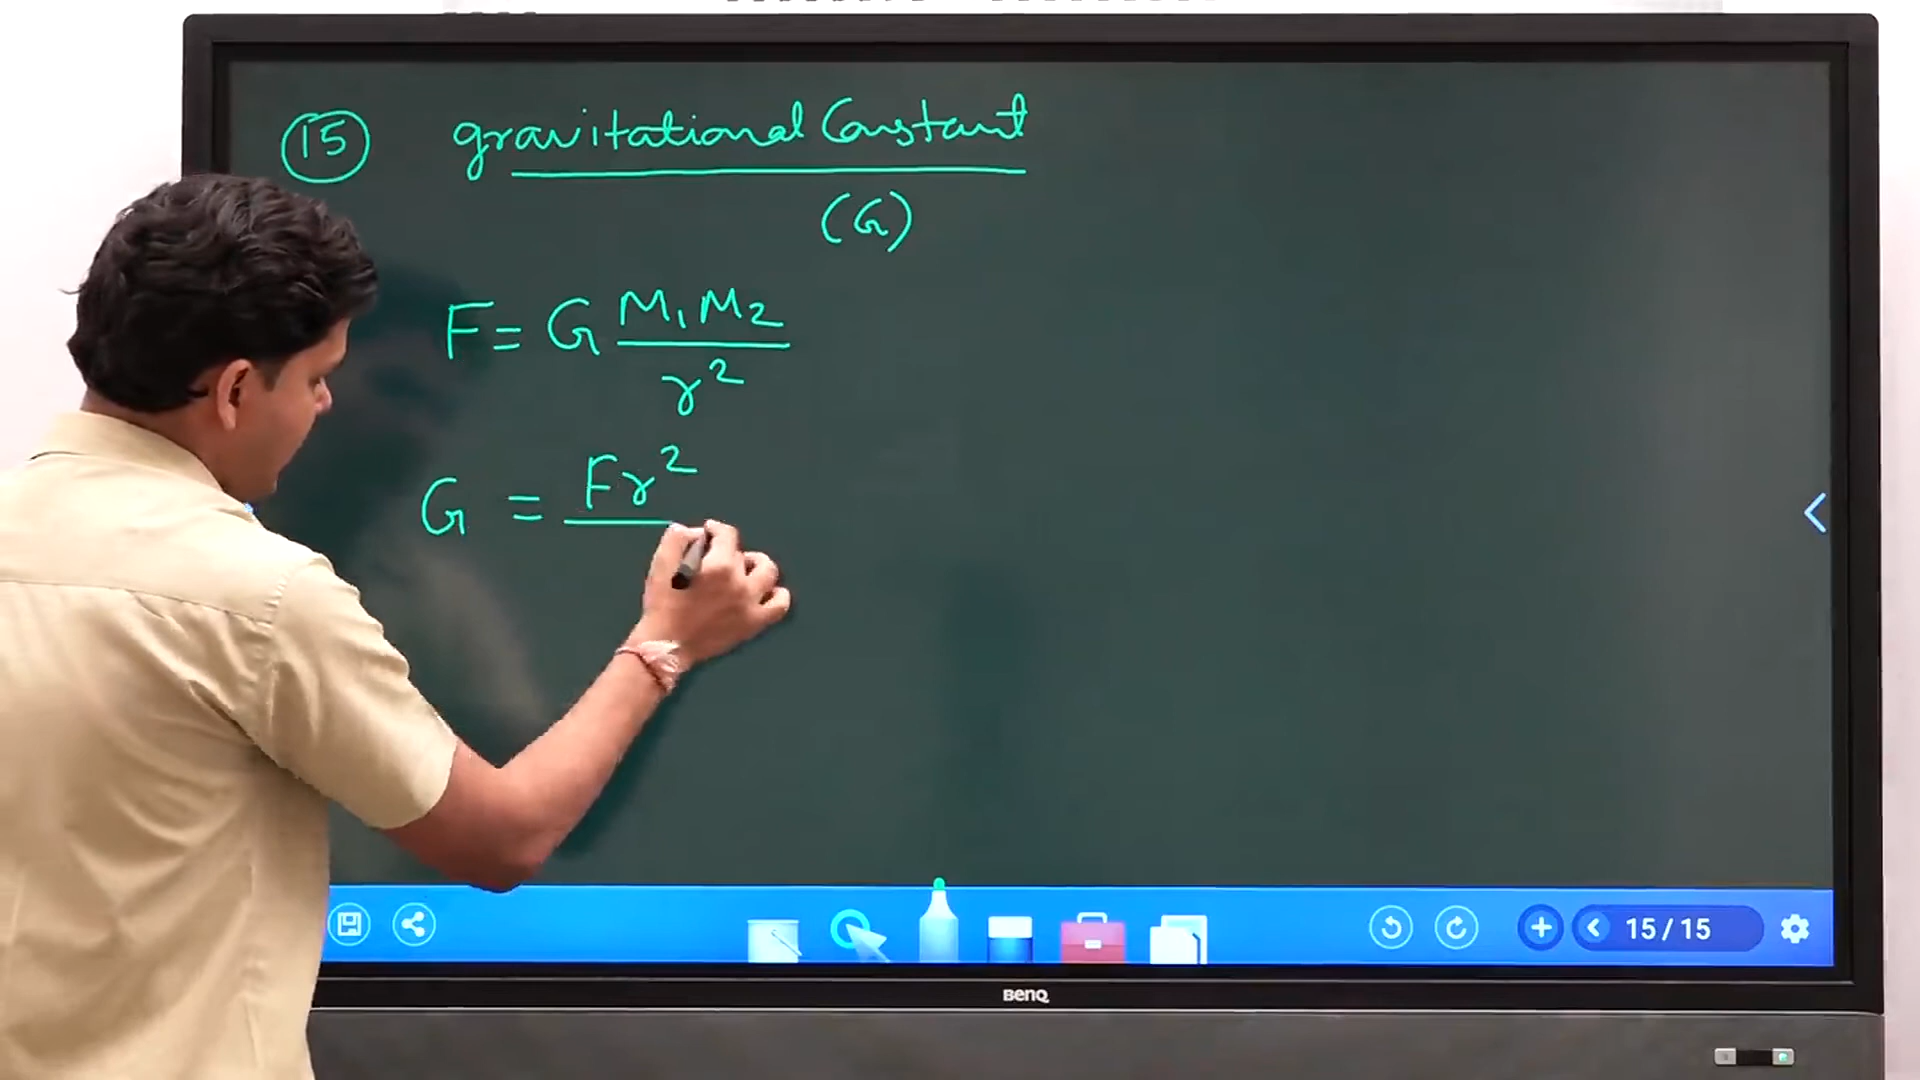 15 gravitational Constant
(G)
F = G M₁M₂ / r²
G = Fr² /
15/15
BenQ